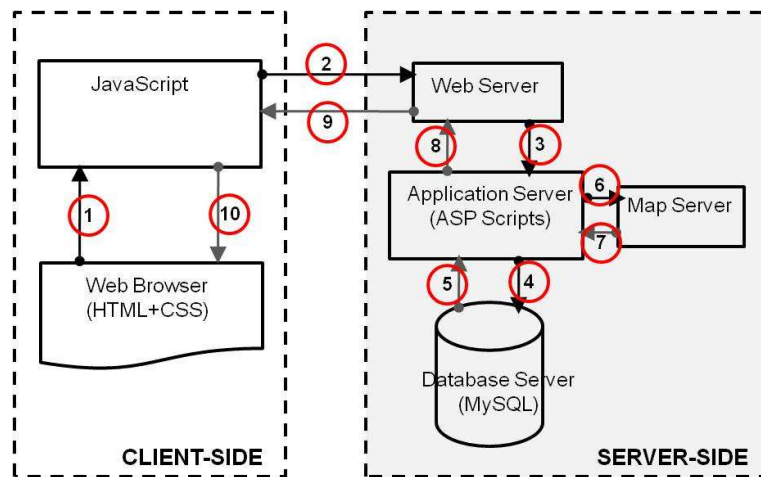 JavaScript
2
Web Server
9
8
3
1
10
Application Server
(ASP Scripts)
6
Map Server
7
Web Browser
(HTML+CSS)
5
4
Database Server
(MySQL)
CLIENT-SIDE
SERVER-SIDE